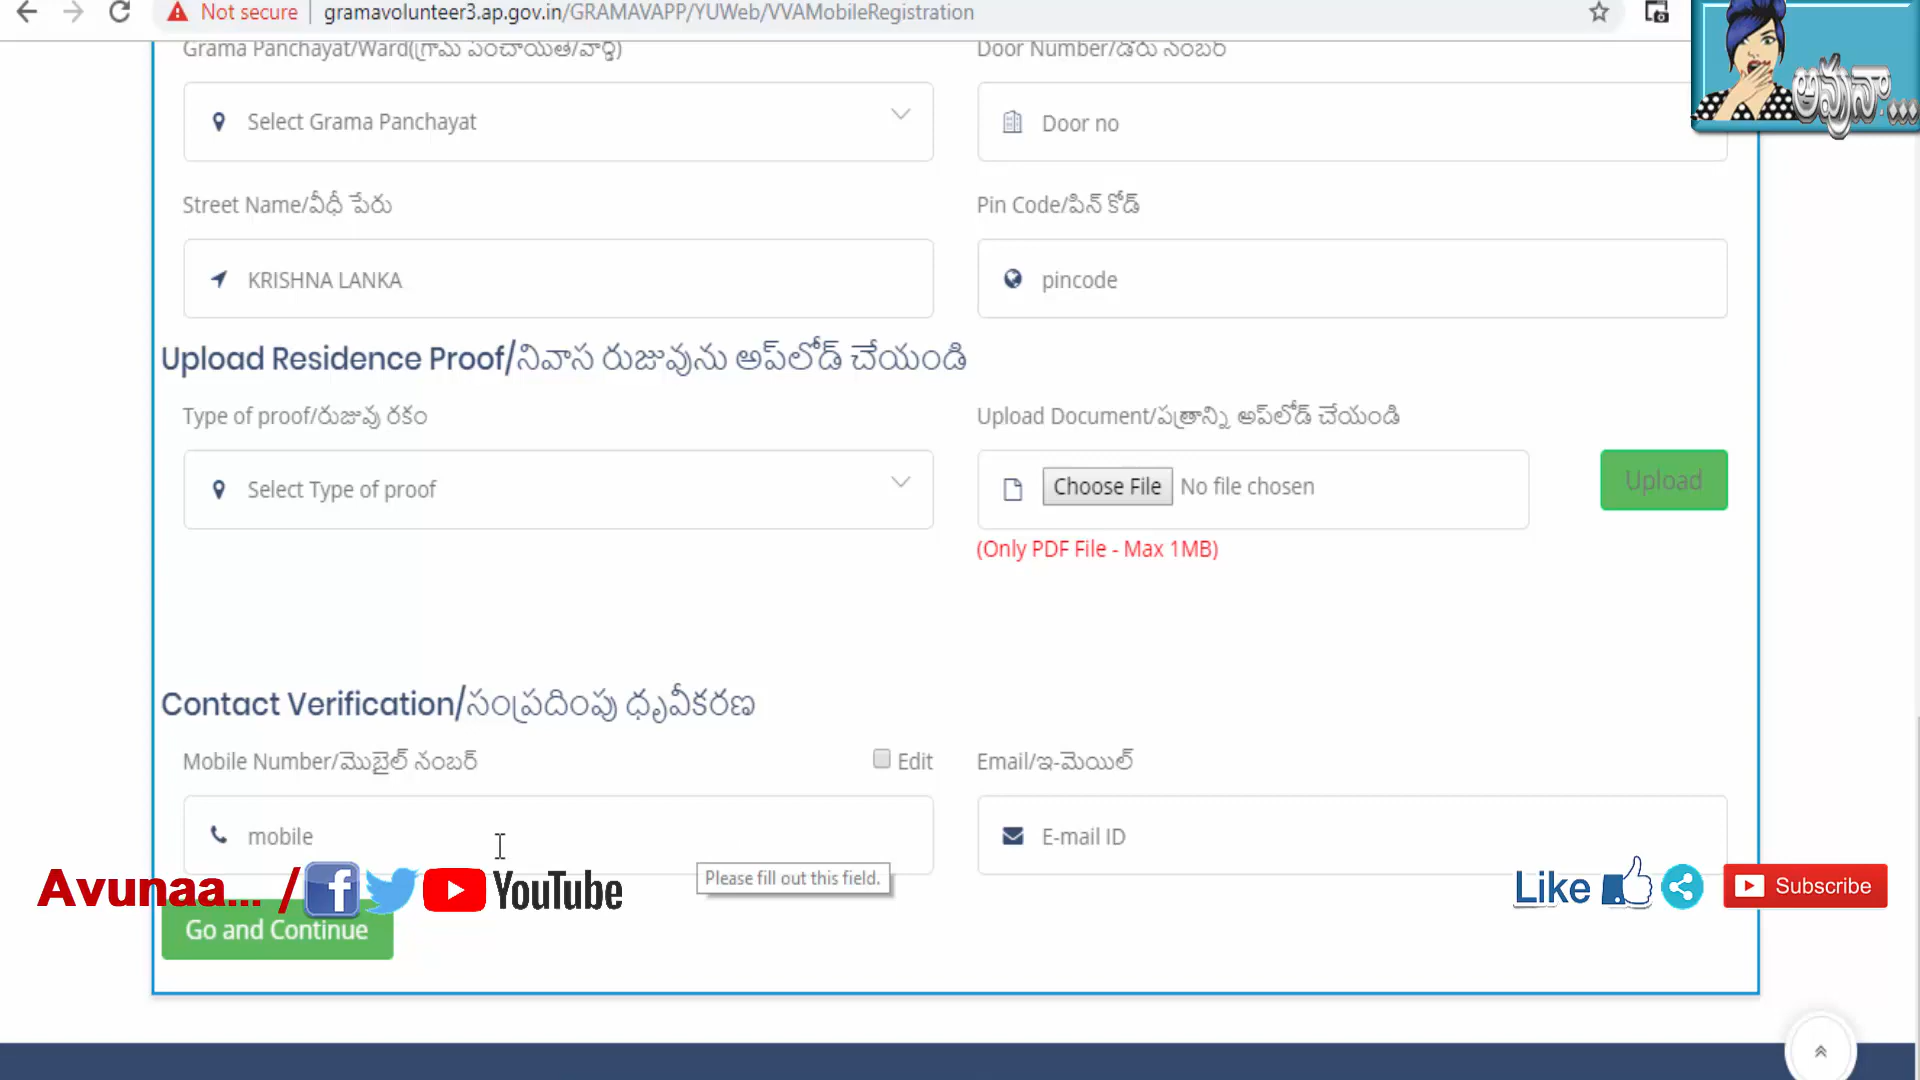 Not secure | gramavolunteer3.ap.gov.in/GRAMAVAPP/YUWeb/VVAMobileRegistration
అవునా...
Grama Panchayat/Ward(గ్రామ పంచాయితీ/వార్డ్)
Door Number/డోరు నంబర్
Select Grama Panchayat
Door no
Street Name/వీధీ పేరు
Pin Code/పిన్ కోడ్
KRISHNA LANKA
pincode
Upload Residence Proof/నివాస రుజువును అప్‌లోడ్ చేయండి
Type of proof/రుజువు రకం
Upload Document/పత్రాన్ని అప్‌లోడ్ చేయండి
Select Type of proof
Choose File No file chosen
Upload
(Only PDF File - Max 1MB)
Contact Verification/సంప్రదింపు ధృవీకరణ
Mobile Number/మొబైల్ నంబర్
Edit
Email/ఇ-మెయిల్
mobile
E-mail ID
Please fill out this field.
Avunaa... / f YouTube
Like Subscribe
Go and Continue